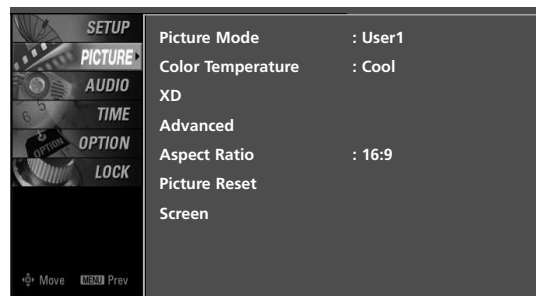 SETUP
PICTURE
AUDIO
TIME
OPTION
LOCK
Move MENU Prev
Picture Mode : User1
Color Temperature : Cool
XD
Advanced
Aspect Ratio : 16:9
Picture Reset
Screen